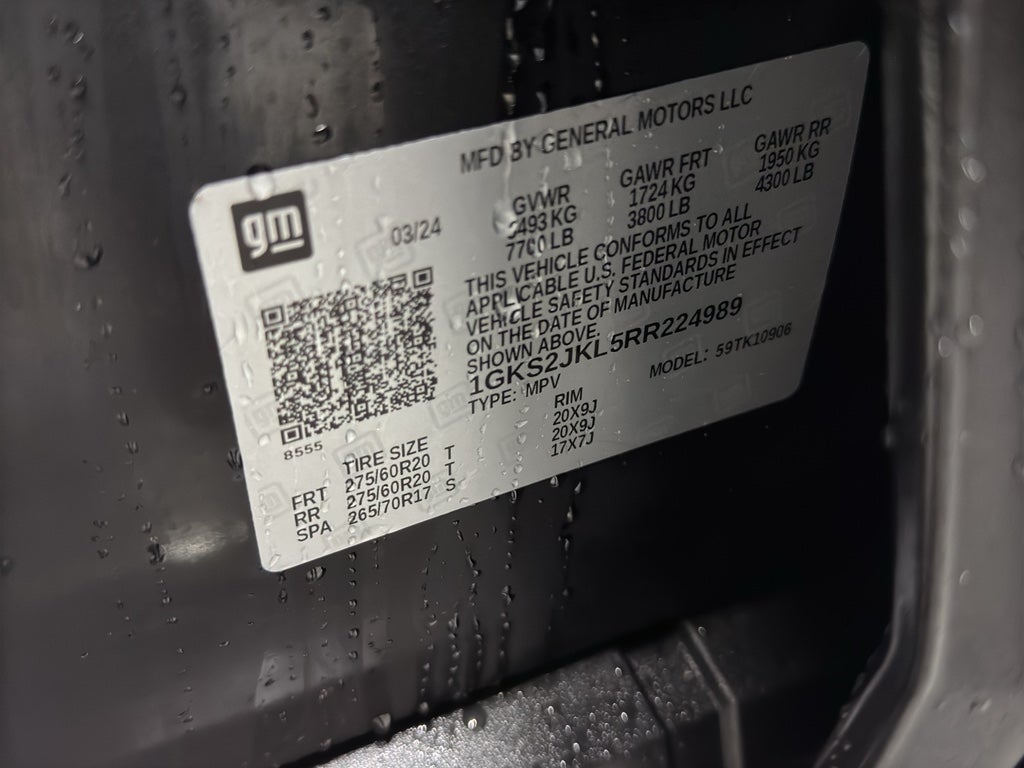 MFD BY GENERAL MOTORS LLC
gm
03/24
GVWR GAWR FRT GAWR RR
KG 1724 KG 1950 KG
LB 3800 LB 4300 LB
THIS VEHICLE CONFORMS TO ALL
APPLICABLE U.S. FEDERAL MOTOR
VEHICLE SAFETY STANDARDS IN EFFECT
ON THE DATE OF MANUFACTURE
SHOWN ABOVE.
1GKS2JKL5RR224989
TYPE: MPV MODEL: 59TK10906
8555
TIRE SIZE RIM
FRT 275/60R20 T 20X9J
RR 275/60R20 T 20X9J
SPA 265/70R17 S 17X7J